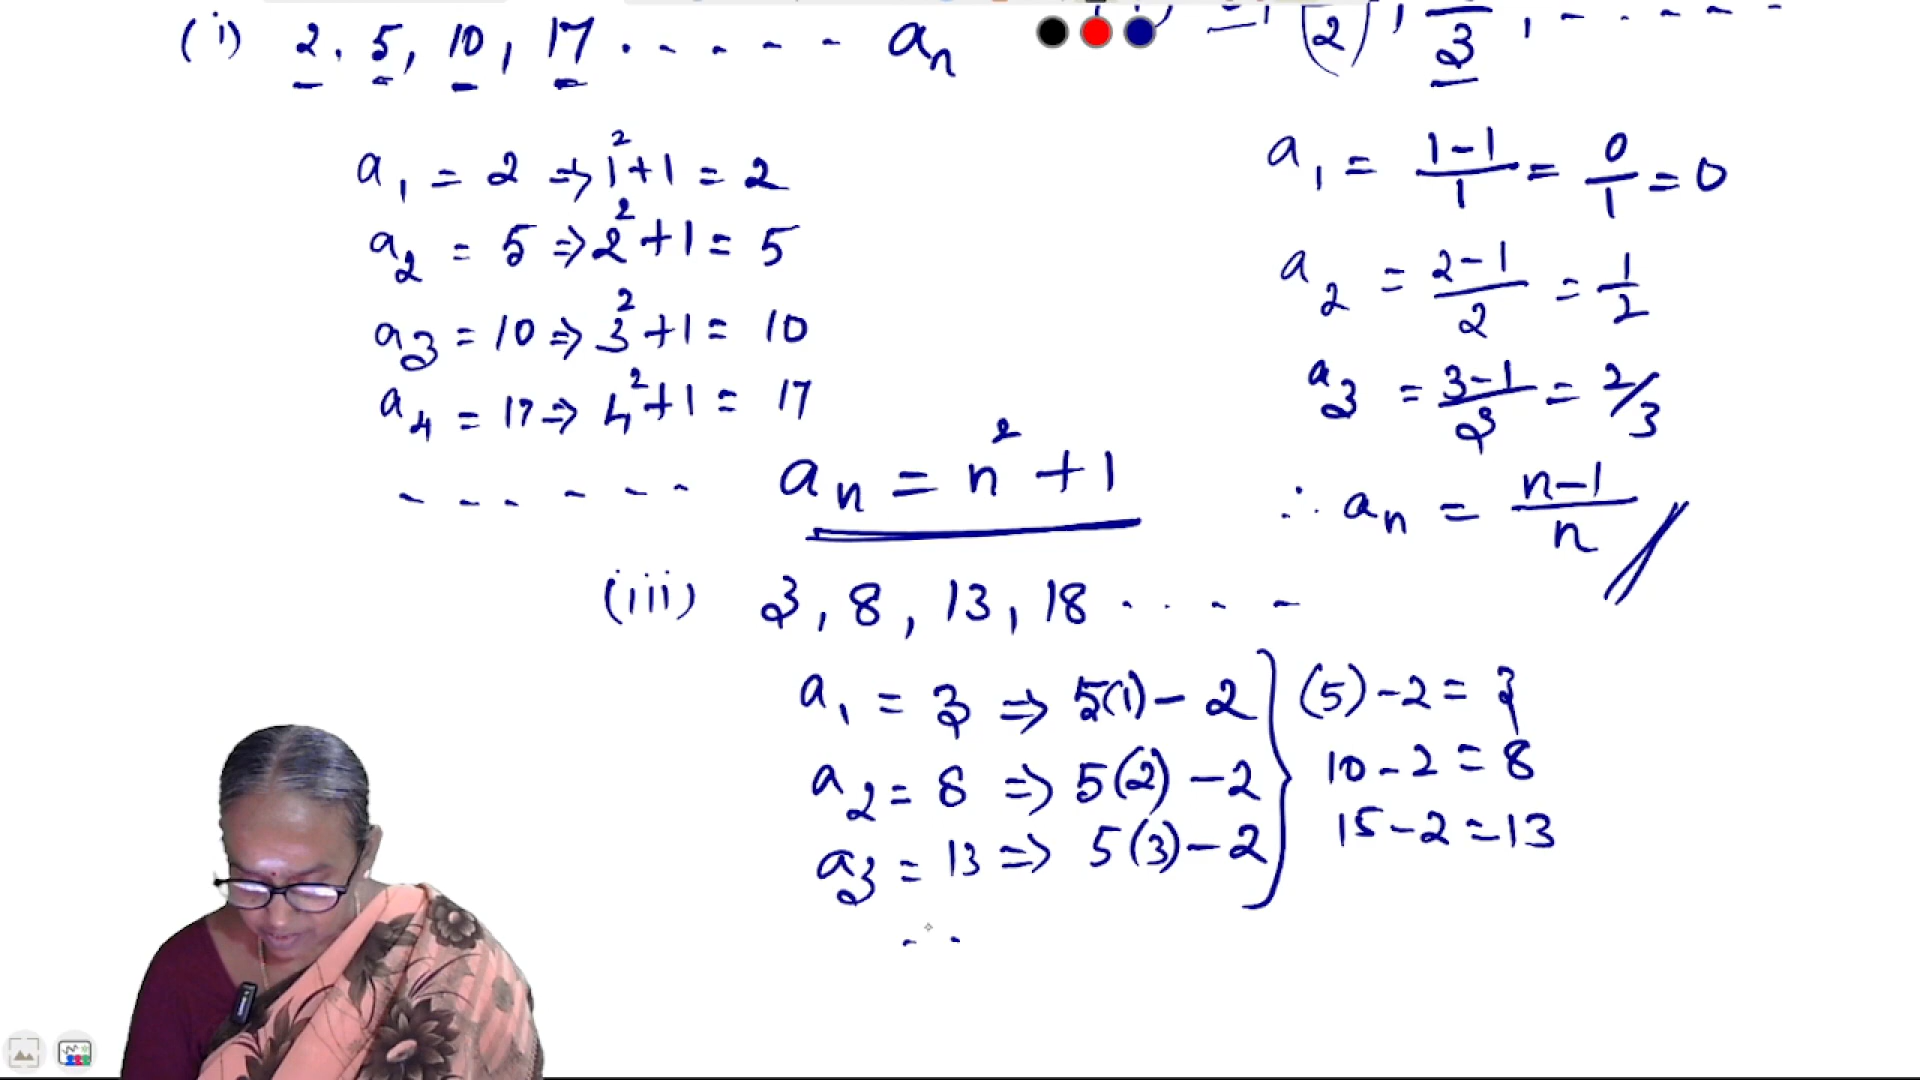 (i) 2, 5, 10, 17 . - - - - - aₙ
a₁ = 2 ⇒ 1²+1 = 2
a₂ = 5 ⇒ 2²+1 = 5
a₃ = 10 ⇒ 3²+1 = 10
a₄ = 17 ⇒ 4²+1 = 17
- - - - - -
aₙ = n² + 1
a₁ = (1-1)/1 = 0/1 = 0
a₂ = (2-1)/2 = 1/2
a₃ = (3-1)/3 = 2/3
∴ aₙ = (n-1)/n
(iii) 3, 8, 13, 18 . . . - -
a₁ = 3 ⇒ 5(1) - 2 } (5) - 2 = 3
a₂ = 8 ⇒ 5(2) - 2 } 10 - 2 = 8
a₃ = 13 ⇒ 5(3) - 2 } 15 - 2 = 13
- -